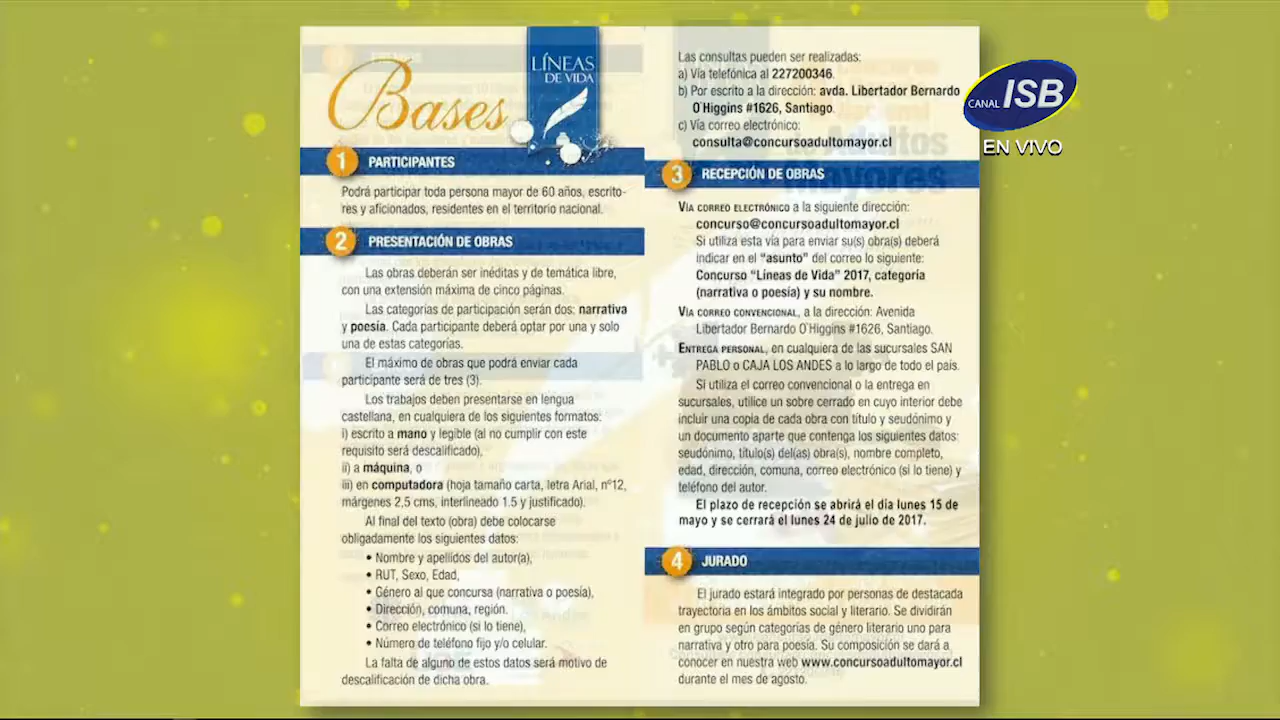 Bases
LÍNEAS
DE VIDA
1 PARTICIPANTES
Podrá participar toda persona mayor de 60 años, escrito-
res y aficionados, residentes en el territorio nacional.
2 PRESENTACIÓN DE OBRAS
Las obras deberán ser inéditas y de temática libre,
con una extensión máxima de cinco páginas.
Las categorías de participación serán dos: narrativa
y poesía. Cada participante deberá optar por una y solo
una de estas categorías.
El máximo de obras que podrá enviar cada
participante será de tres (3).
Los trabajos deben presentarse en lengua
castellana, en cualquiera de los siguientes formatos:
i) escrito a mano y legible (al no cumplir con este
requisito será descalificado),
ii) a máquina, o
iii) en computadora (hoja tamaño carta, letra Arial, nº12,
márgenes 2,5 cms, interlineado 1.5 y justificado).
Al final del texto (obra) debe colocarse
obligadamente los siguientes datos:
• Nombre y apellidos del autor(a),
• RUT, Sexo, Edad,
• Género al que concursa (narrativa o poesía),
• Dirección, comuna, región.
• Correo electrónico (si lo tiene),
• Número de teléfono fijo y/o celular.
La falta de alguno de estos datos será motivo de
descalificación de dicha obra.
Las consultas pueden ser realizadas:
a) Vía telefónica al 227200346.
b) Por escrito a la dirección: avda. Libertador Bernardo
O`Higgins #1626, Santiago.
c) Vía correo electrónico:
consulta@concursoadultomayor.cl
de Adultos
Mayores
3 RECEPCIÓN DE OBRAS
VÍA CORREO ELECTRÓNICO a la siguiente dirección:
concurso@concursoadultomayor.cl
Si utiliza esta vía para enviar su(s) obra(s) deberá
indicar en el “asunto” del correo lo siguiente:
Concurso “Líneas de Vida” 2017, categoría
(narrativa o poesía) y su nombre.
VÍA CORREO CONVENCIONAL, a la dirección: Avenida
Libertador Bernardo O`Higgins #1626, Santiago.
ENTREGA PERSONAL, en cualquiera de las sucursales SAN
PABLO o CAJA LOS ANDES a lo largo de todo el país.
Si utiliza el correo convencional o la entrega en
sucursales, utilice un sobre cerrado en cuyo interior debe
incluir una copia de cada obra con título y seudónimo y
un documento aparte que contenga los siguientes datos:
seudónimo, título(s) del(as) obra(s), nombre completo,
edad, dirección, comuna, correo electrónico (si lo tiene) y
teléfono del autor.
El plazo de recepción se abrirá el dia lunes 15 de
mayo y se cerrará el lunes 24 de julio de 2017.
4 JURADO
El jurado estará integrado por personas de destacada
trayectoria en los ámbitos social y literario. Se dividirán
en grupo según categorías de género literario uno para
narrativa y otro para poesía. Su composición se dará a
conocer en nuestra web www.concursoadultomayor.cl
durante el mes de agosto.
CANAL ISB
EN VIVO